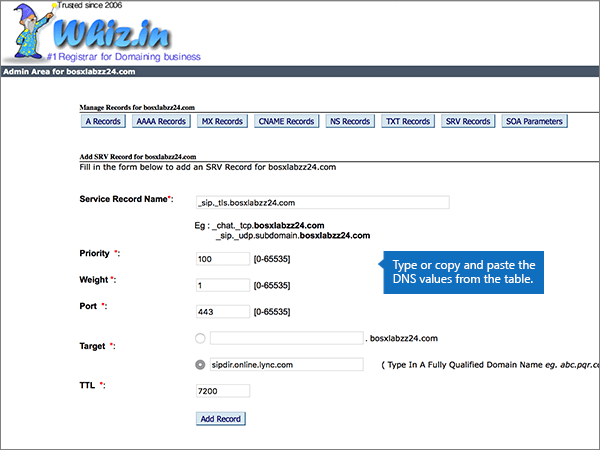 Trusted since 2006
Whiz.in
#1 Registrar for Domaining business
Admin Area for bosxlabzz24.com
Manage Records for bosxlabzz24.com
A Records AAAA Records MX Records CNAME Records NS Records TXT Records SRV Records SOA Parameters
Add SRV Record for bosxlabzz24.com
Fill in the form below to add an SRV Record for bosxlabzz24.com
Service Record Name*: _sip._tls.bosxlabzz24.com
Eg : _chat._tcp.bosxlabzz24.com
_sip._udp.subdomain.bosxlabzz24.com
Priority *: 100 [0-65535]
Type or copy and paste the
DNS values from the table.
Weight *: 1 [0-65535]
Port *: 443 [0-65535]
Target *: . bosxlabzz24.com
sipdir.online.lync.com ( Type In A Fully Qualified Domain Name eg. abc.pqr.c
TTL *: 7200
Add Record